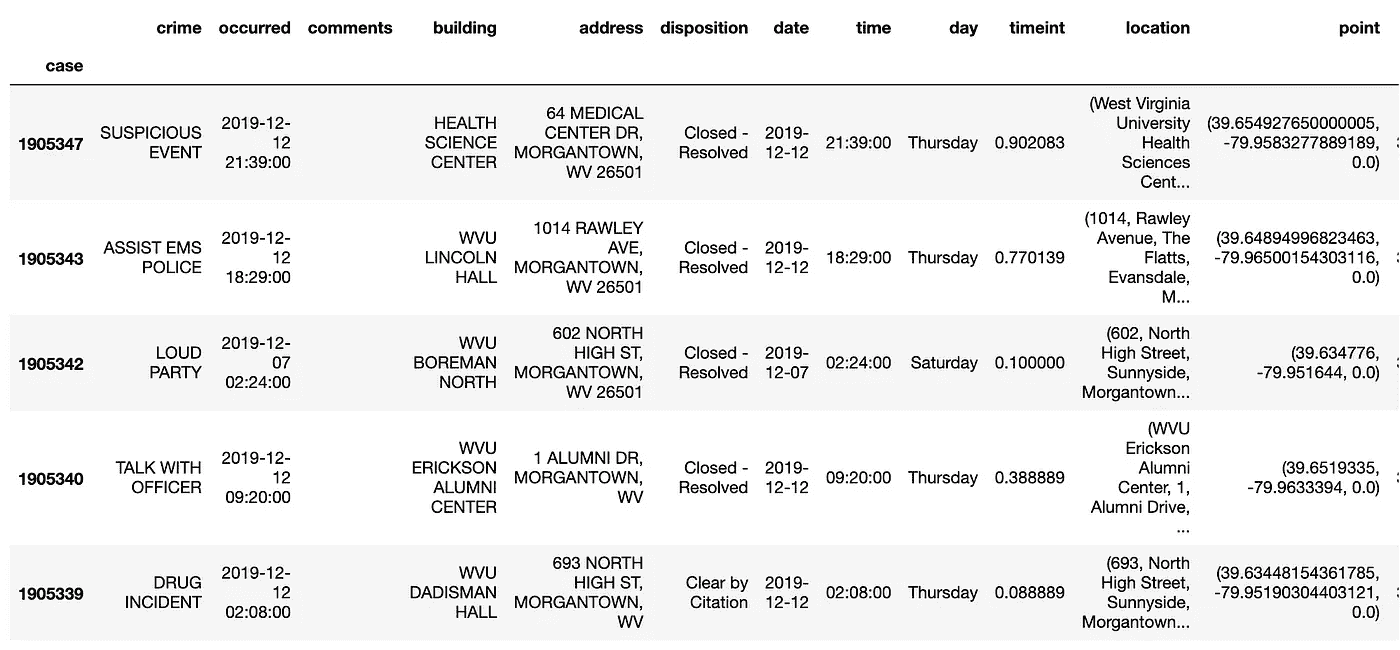 crime occurred comments building address disposition date time day timeint location point
case
1905347
SUSPICIOUS
EVENT
2019-12-
12
21:39:00
HEALTH
SCIENCE
CENTER
64 MEDICAL
CENTER DR,
MORGANTOWN,
WV 26501
Closed -
Resolved
2019-
12-12
21:39:00
Thursday
0.902083
(West Virginia
University
Health
Sciences
Cent...
(39.654927650000005,
-79.9583277889189,
0.0)
1905343
ASSIST EMS
POLICE
2019-12-
12
18:29:00
WVU
LINCOLN
HALL
1014 RAWLEY
AVE,
MORGANTOWN,
WV 26501
Closed -
Resolved
2019-
12-12
18:29:00
Thursday
0.770139
(1014, Rawley
Avenue, The
Flatts,
Evansdale,
M...
(39.64894996823463,
-79.96500154303116,
0.0)
1905342
LOUD
PARTY
2019-12-
07
02:24:00
WVU
BOREMAN
NORTH
602 NORTH
HIGH ST,
MORGANTOWN,
WV 26501
Closed -
Resolved
2019-
12-07
02:24:00
Saturday
0.100000
(602, North
High Street,
Sunnyside,
Morgantown...
(39.634776,
-79.951644, 0.0)
1905340
TALK WITH
OFFICER
2019-12-
12
09:20:00
WVU
ERICKSON
ALUMNI
CENTER
1 ALUMNI DR,
MORGANTOWN,
WV
Closed -
Resolved
2019-
12-12
09:20:00
Thursday
0.388889
(WVU
Erickson
Alumni
Center, 1,
Alumni Drive,
...
(39.6519335,
-79.9633394, 0.0)
1905339
DRUG
INCIDENT
2019-12-
12
02:08:00
WVU
DADISMAN
HALL
693 NORTH
HIGH ST,
MORGANTOWN,
WV
Clear by
Citation
2019-
12-12
02:08:00
Thursday
0.088889
(693, North
High Street,
Sunnyside,
Morgantown...
(39.63448154361785,
-79.95190304403121,
0.0)